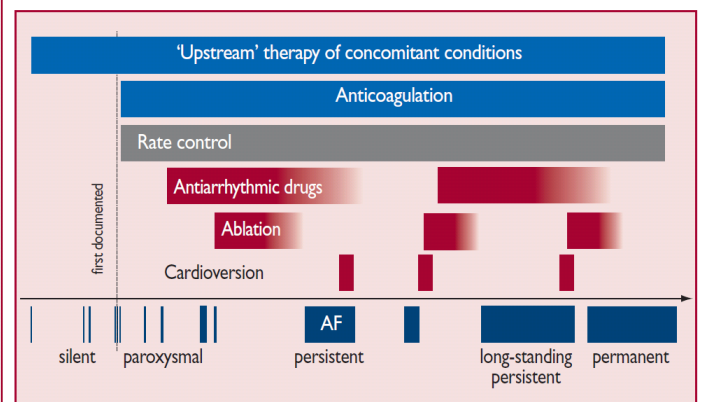 ‘Upstream’ therapy of concomitant conditions
Anticoagulation
Rate control
Antiarrhythmic drugs
first documented
Ablation
Cardioversion
AF
silent
paroxysmal
persistent
long-standing
persistent
permanent